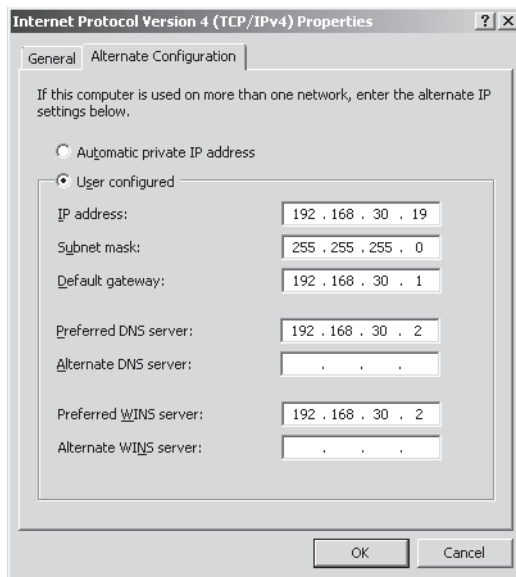 Internet Protocol Version 4 (TCP/IPv4) Properties ? X
General Alternate Configuration
If this computer is used on more than one network, enter the alternate IP
settings below.
Automatic private IP address
User configured
IP address: 192 . 168 . 30 . 19
Subnet mask: 255 . 255 . 255 . 0
Default gateway: 192 . 168 . 30 . 1
Preferred DNS server: 192 . 168 . 30 . 2
Alternate DNS server: . . .
Preferred WINS server: 192 . 168 . 30 . 2
Alternate WINS server: . . .
OK Cancel